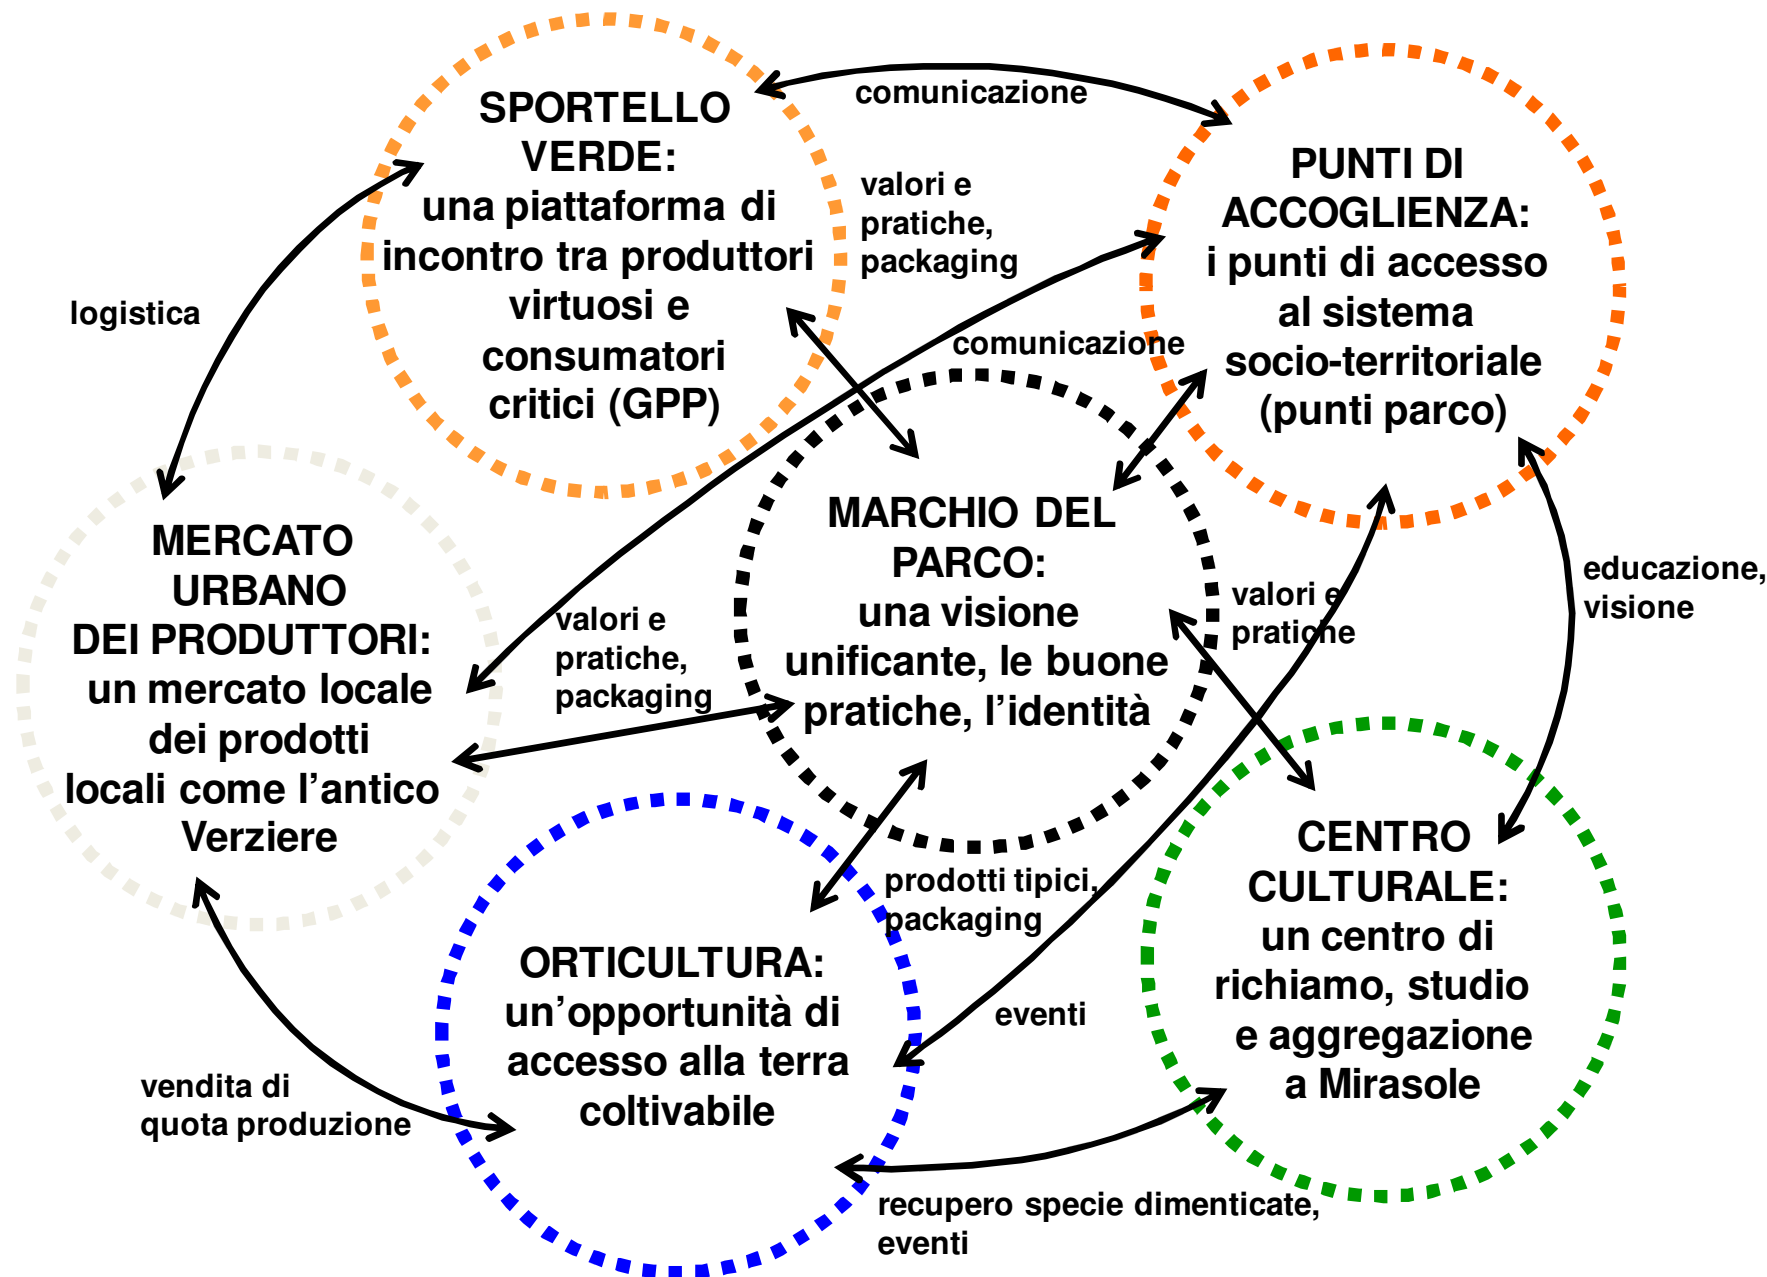 SPORTELLO
VERDE:
una piattaforma di
incontro tra produttori
virtuosi e
consumatori
critici (GPP)
comunicazione
PUNTI DI
ACCOGLIENZA:
i punti di accesso
al sistema
socio-territoriale
(punti parco)
valori e
pratiche,
packaging
logistica
comunicazione
MERCATO
URBANO
DEI PRODUTTORI:
un mercato locale
dei prodotti
locali come l’antico
Verziere
valori e
pratiche,
packaging
MARCHIO DEL
PARCO:
una visione
unificante, le buone
pratiche, l’identità
valori e
pratiche
educazione,
visione
prodotti tipici,
packaging
CENTRO
CULTURALE:
un centro di
richiamo, studio
e aggregazione
a Mirasole
ORTICULTURA:
un’opportunità di
accesso alla terra
coltivabile
eventi
vendita di
quota produzione
recupero specie dimenticate,
eventi